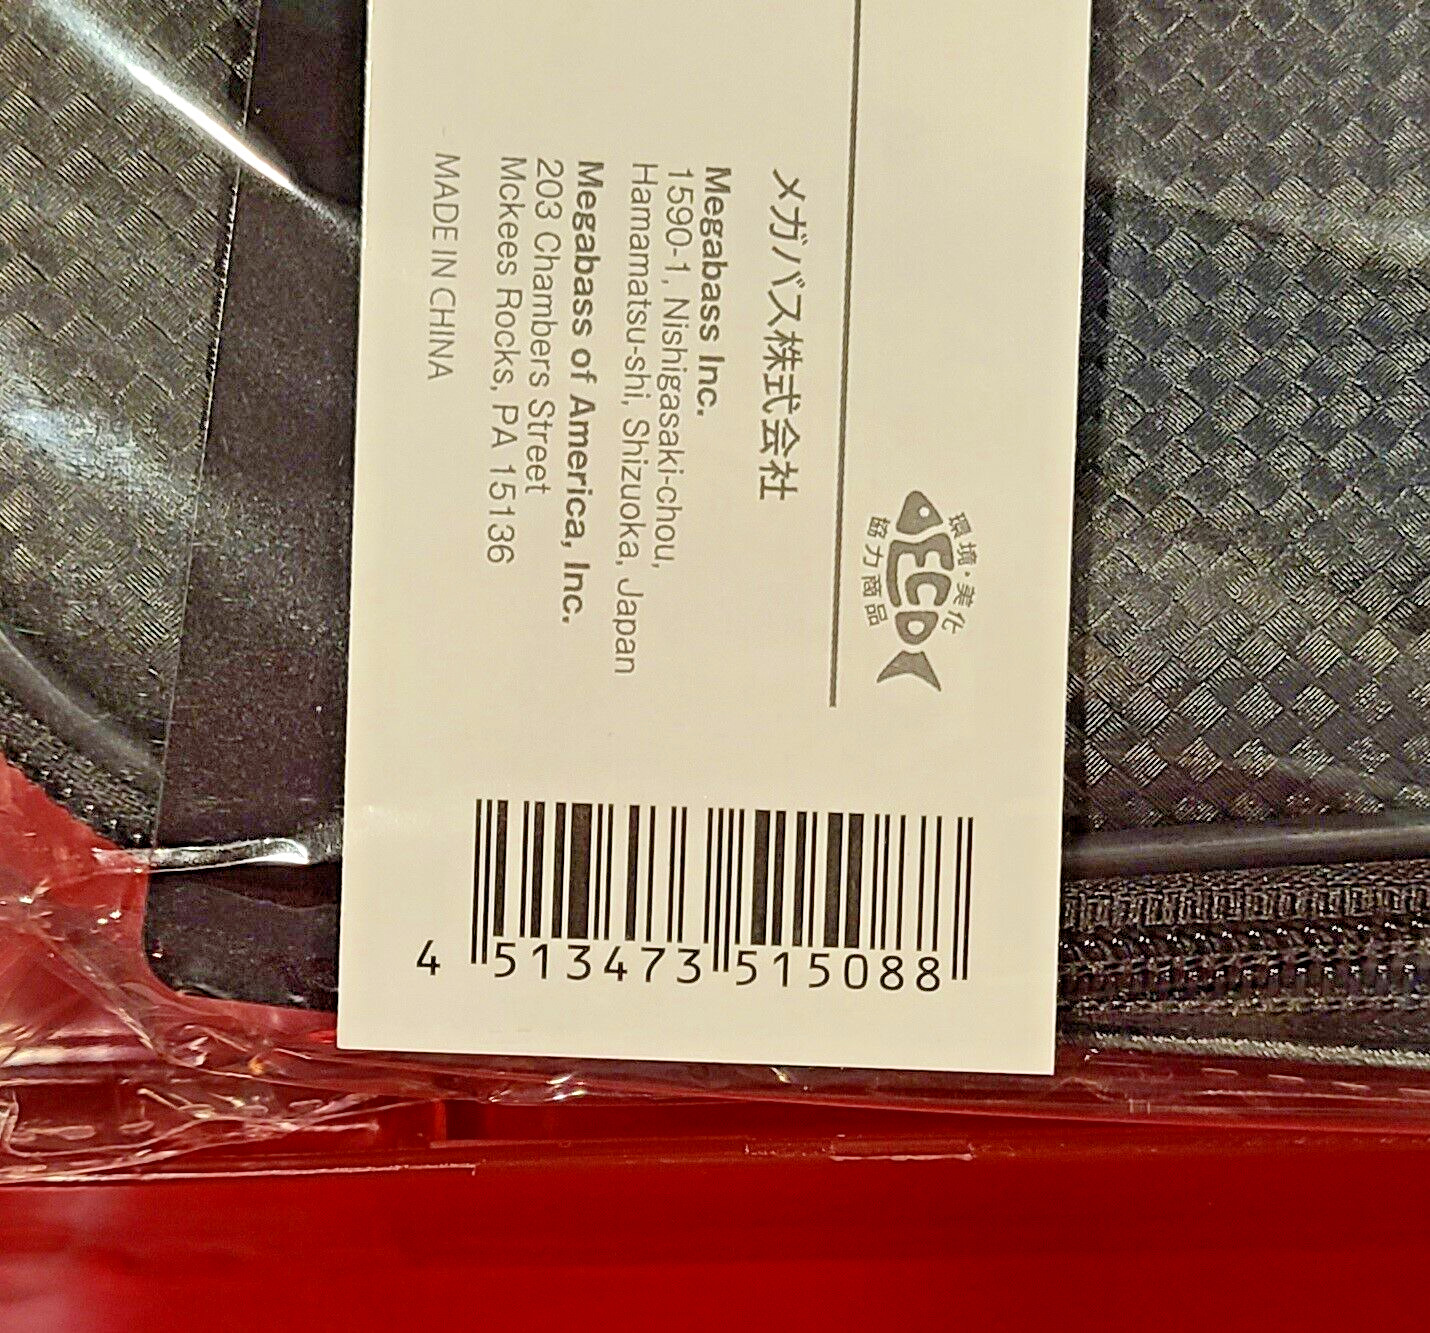 環境・美化
ECO
協力商品
メガバス株式会社
Megabass Inc.
1590-1, Nishigasaki-chou,
Hamamatsu-shi, Shizuoka, Japan
Megabass of America, Inc.
203 Chambers Street
Mckees Rocks, PA 15136
MADE IN CHINA
4 513473 515088